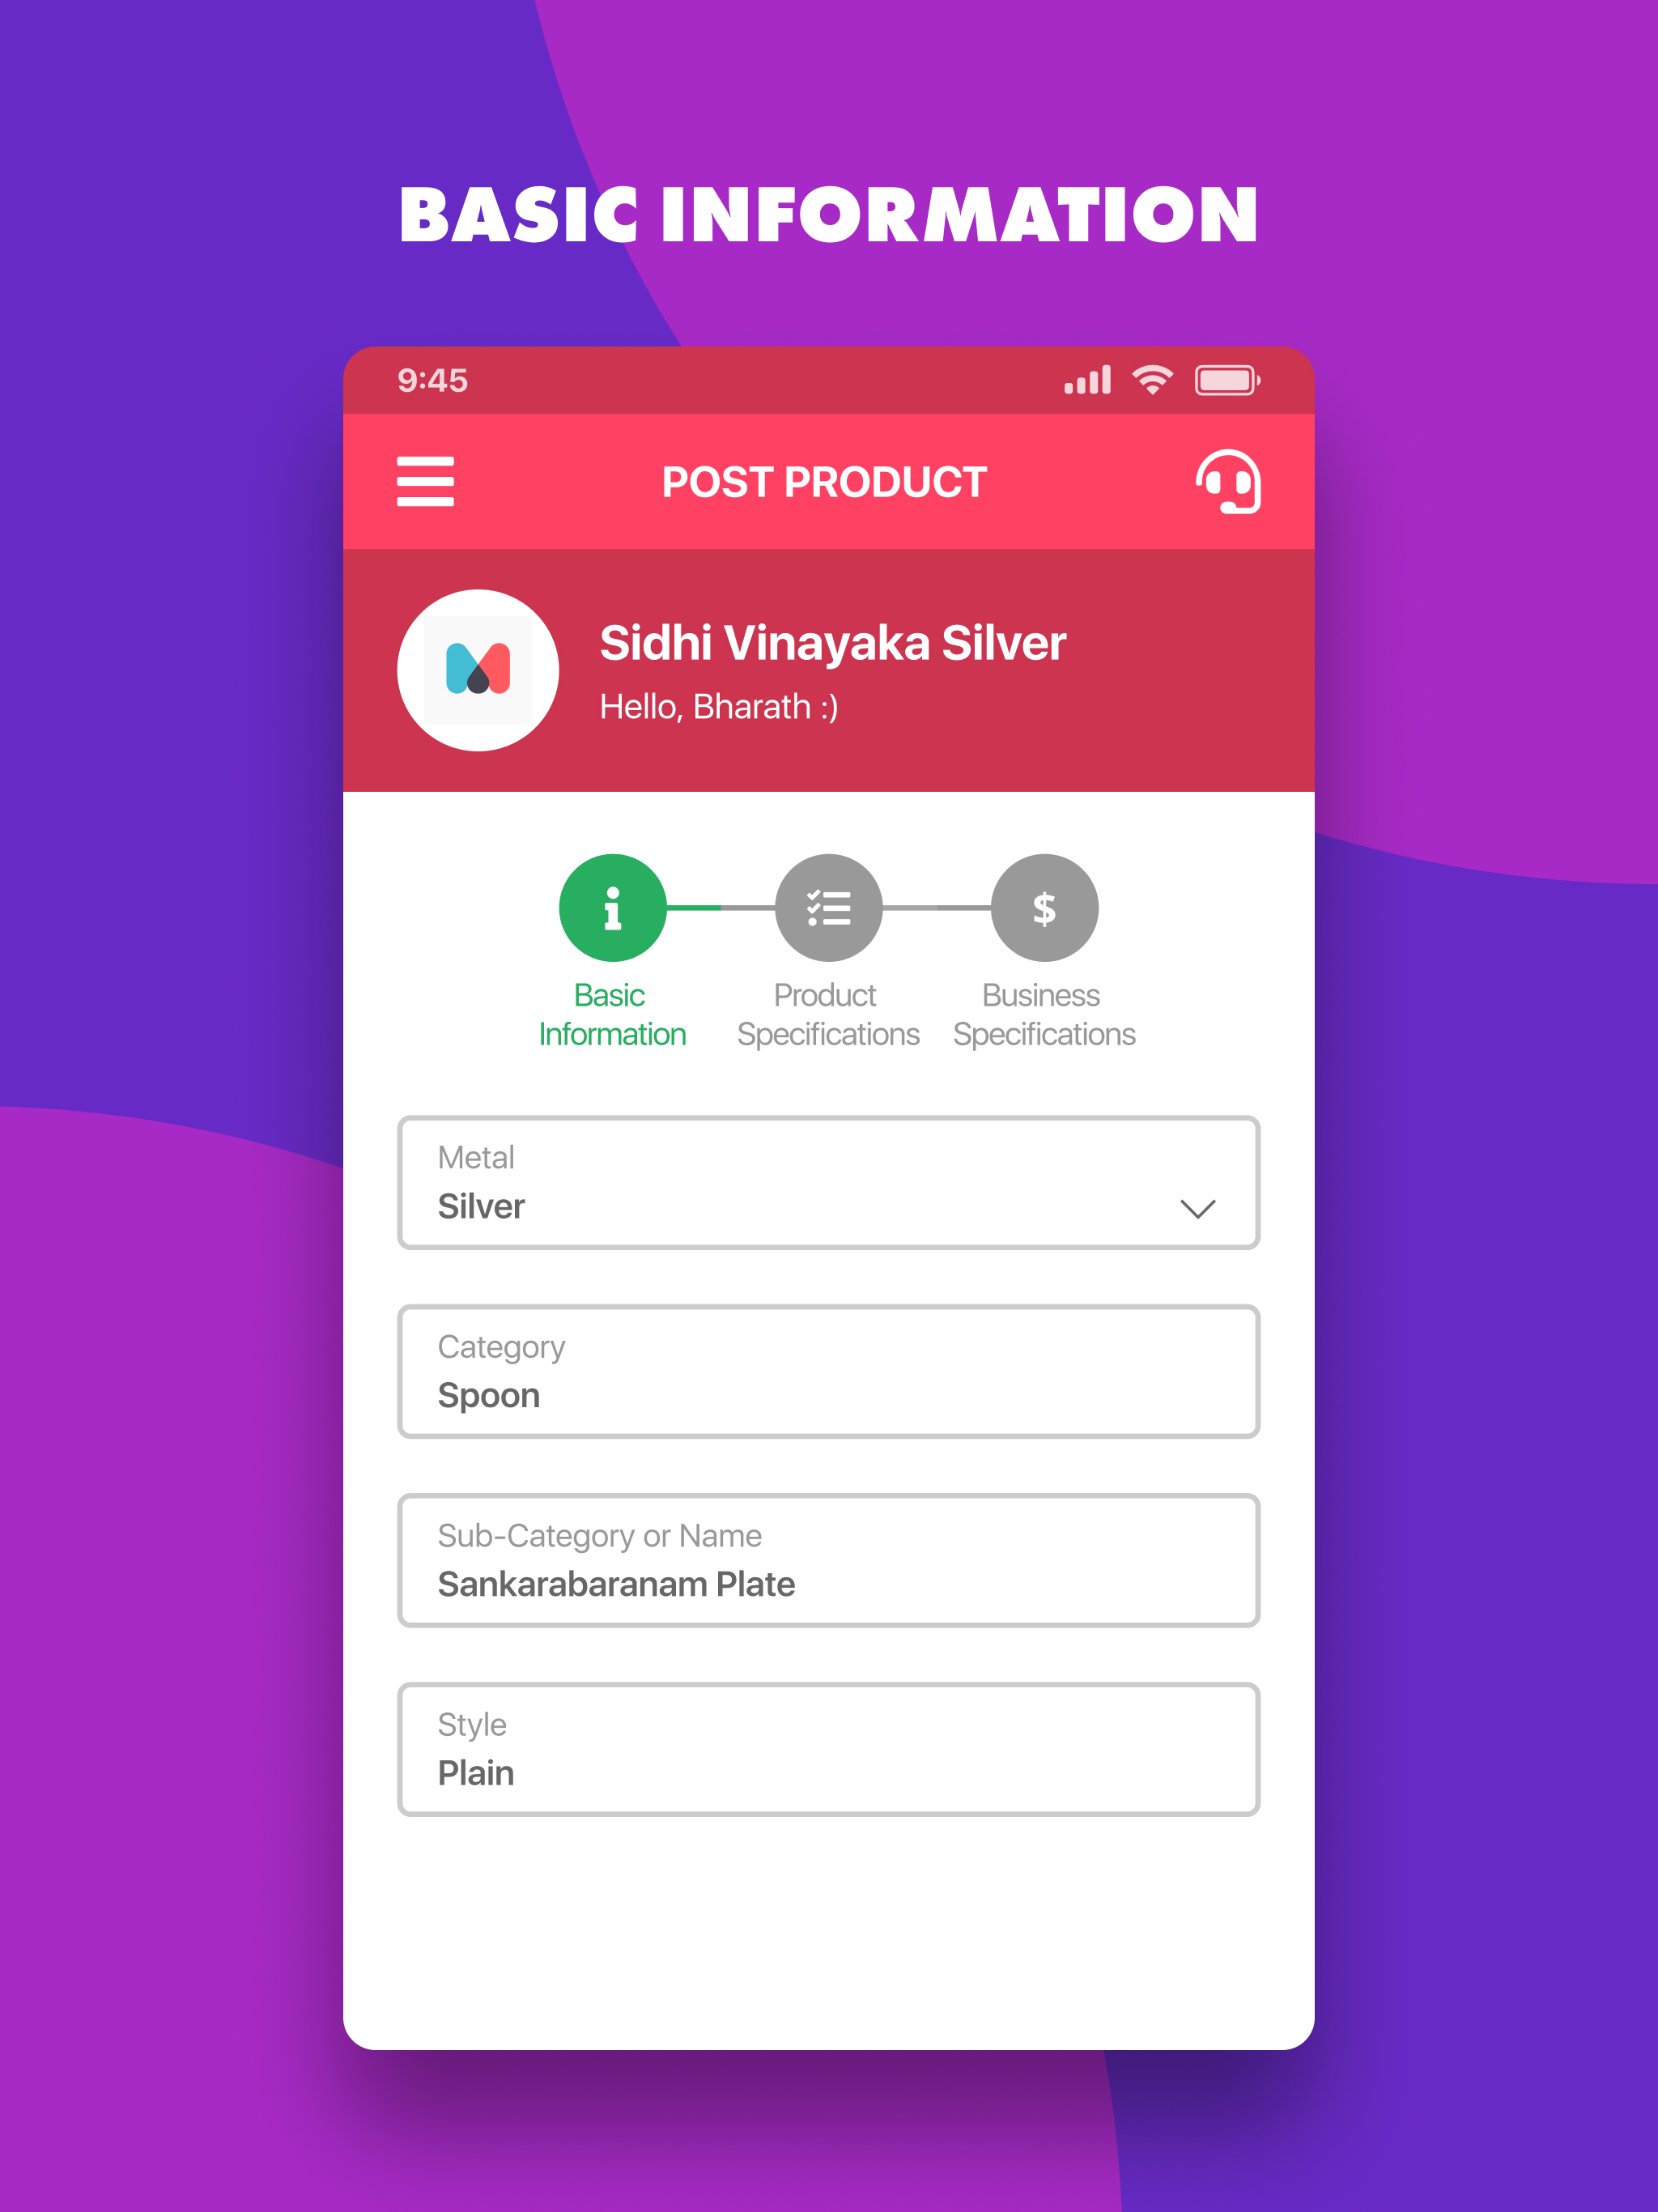 BASIC INFORMATION
9:45
POST PRODUCT
Sidhi Vinayaka Silver
Hello, Bharath :)
$
Basic
Information
Product
Specifications
Business
Specifications
Metal
Silver
Category
Spoon
Sub-Category or Name
Sankarabaranam Plate
Style
Plain